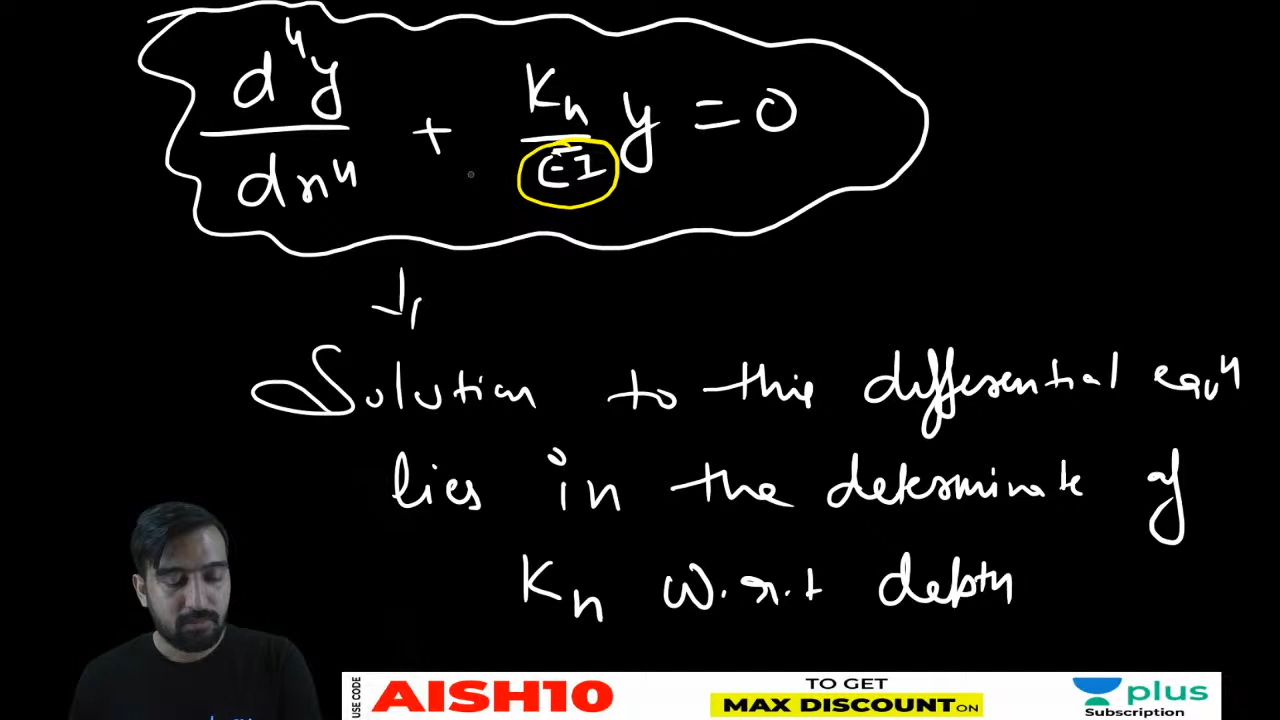 d⁴y/dx⁴ + Kh/EI y = 0
Solution to this differential equⁿ
lies in the determinate of
Kh w.r.t depth
USE CODE AISH10 TO GET MAX DISCOUNT ON plus Subscription